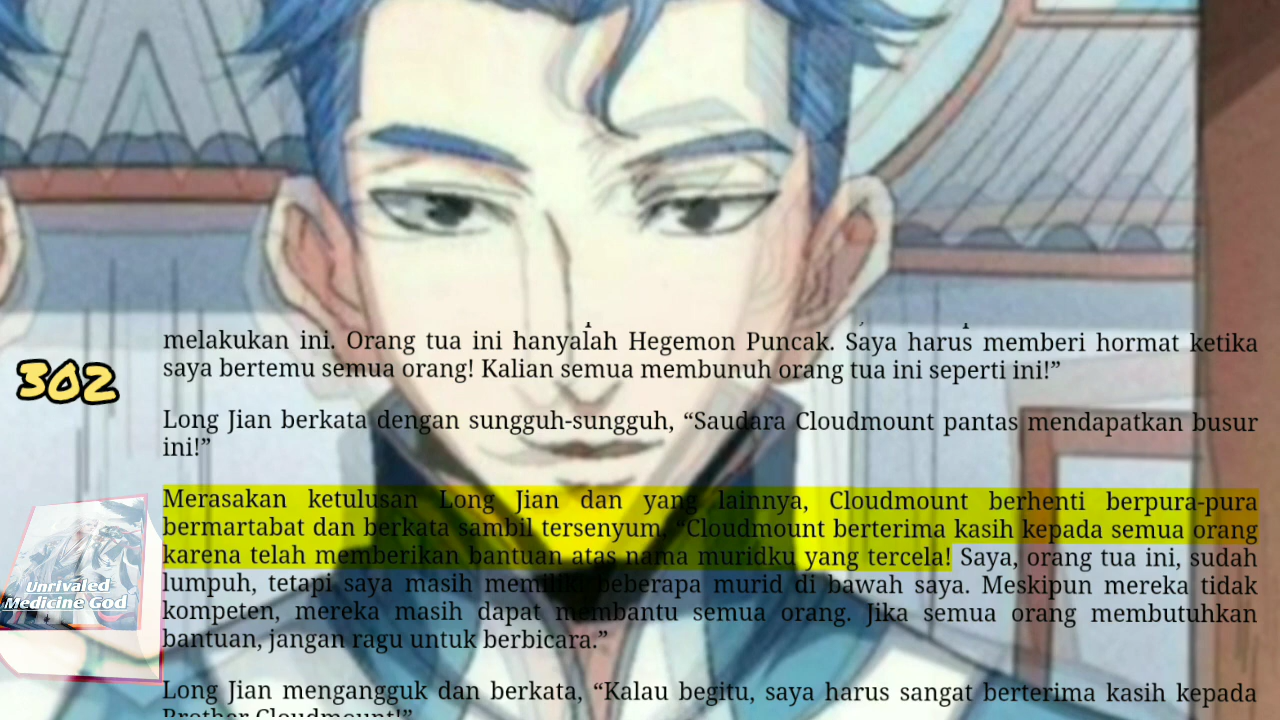 melakukan ini. Orang tua ini hanyalah Hegemon Puncak. Saya harus memberi hormat ketika
saya bertemu semua orang! Kalian semua membunuh orang tua ini seperti ini!”
302
Long Jian berkata dengan sungguh-sungguh, “Saudara Cloudmount pantas mendapatkan busur
ini!”
Merasakan ketulusan Long Jian dan yang lainnya, Cloudmount berhenti berpura-pura
bermartabat dan berkata sambil tersenyum, “Cloudmount berterima kasih kepada semua orang
karena telah memberikan bantuan atas nama muridku yang tercela! Saya, orang tua ini, sudah
lumpuh, tetapi saya masih memiliki beberapa murid di bawah saya. Meskipun mereka tidak
kompeten, mereka masih dapat membantu semua orang. Jika semua orang membutuhkan
bantuan, jangan ragu untuk berbicara.”
Unrivaled
Medicine God
Long Jian mengangguk dan berkata, “Kalau begitu, saya harus sangat berterima kasih kepada
Brother Cloudmount!”